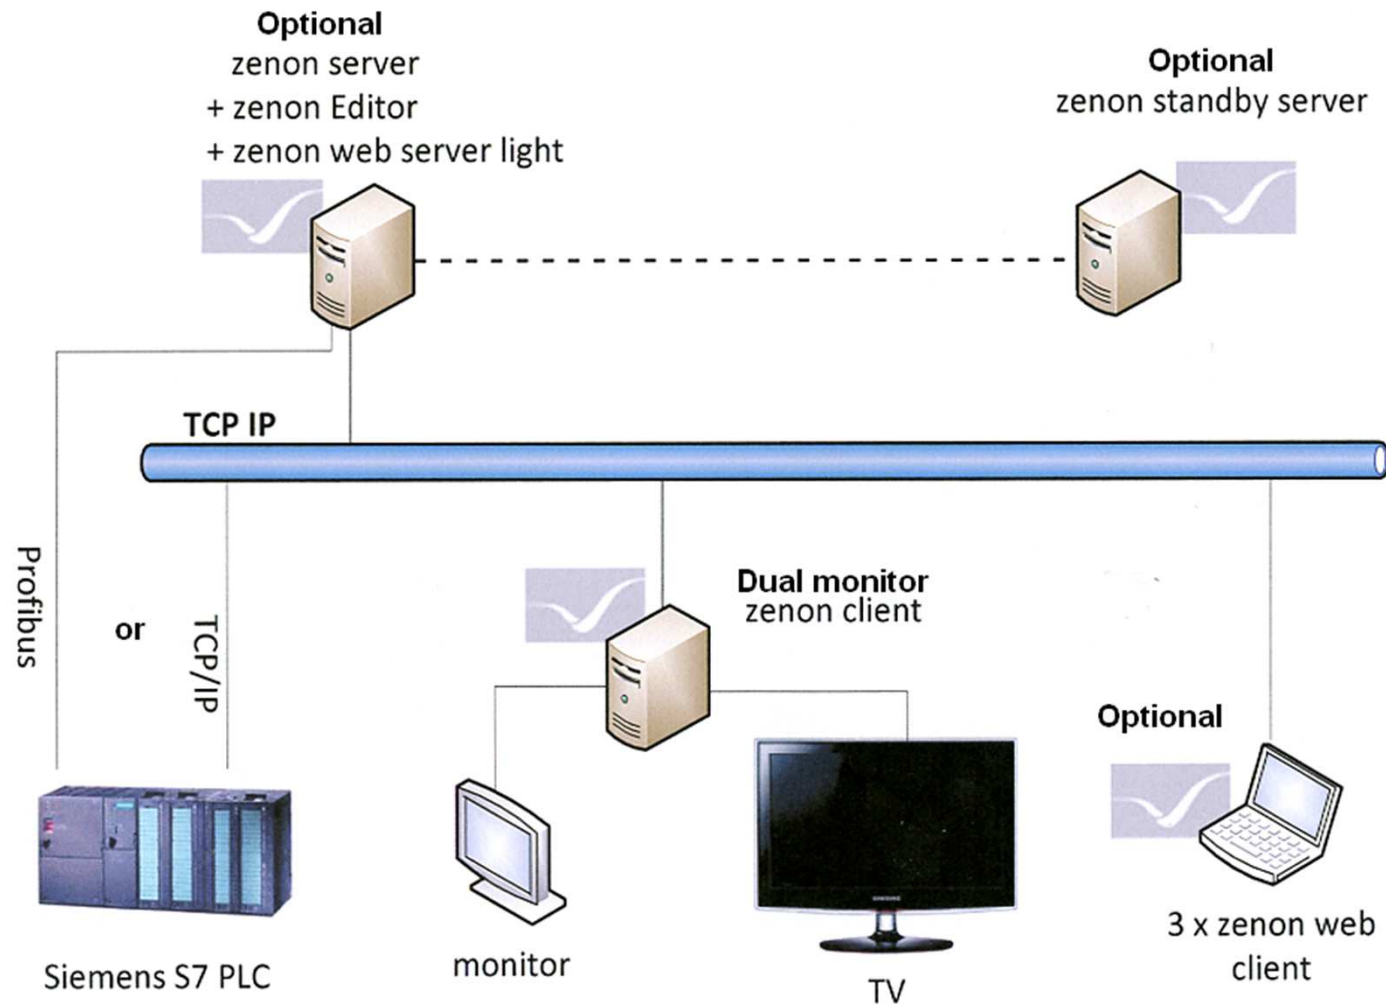 Optional
zenon server
+ zenon Editor
+ zenon web server light
Optional
zenon standby server
TCP IP
Profibus
or
TCP/IP
Dual monitor
zenon client
Optional
SAMSUNG
Siemens S7 PLC
monitor
TV
3 x zenon web
client